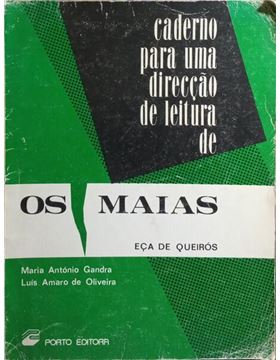 caderno
para uma
direcção
de leitura
de
OS MAIAS
EÇA DE QUEIRÓS
Maria António Gandra
Luís Amaro de Oliveira
PORTO EDITORA